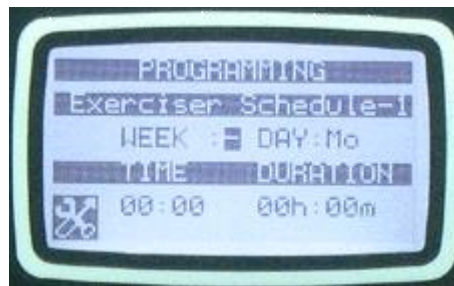 PROGRAMMING
Exerciser Schedule-1
WEEK :- DAY:Mo
TIME DURATION
00:00 00h:00m